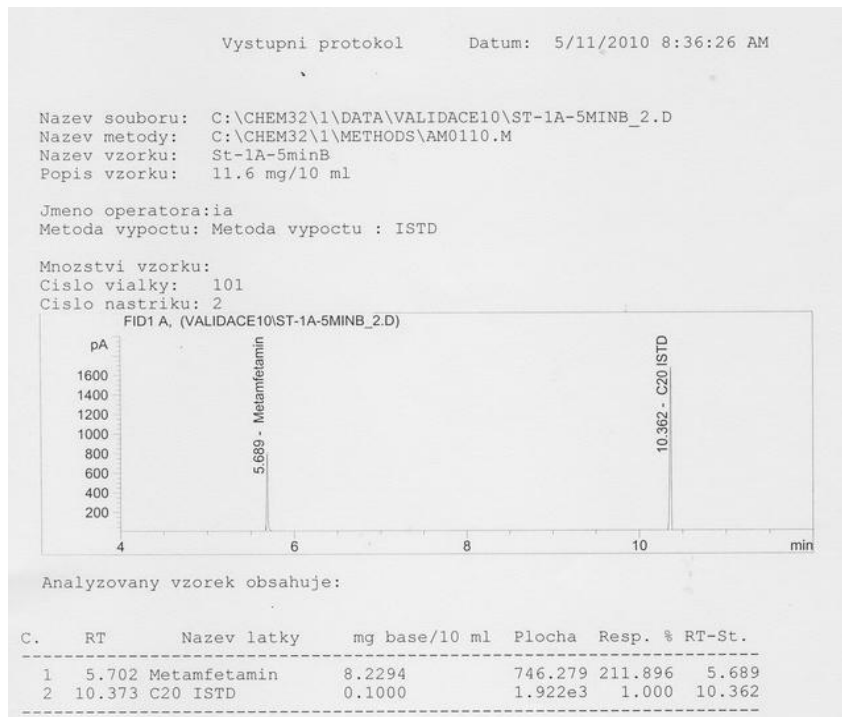 Vystupni protokol Datum: 5/11/2010 8:36:26 AM
Nazev souboru: C:\CHEM32\1\DATA\VALIDACE10\ST-1A-5MINB_2.D
Nazev metody: C:\CHEM32\1\METHODS\AM0110.M
Nazev vzorku: St-1A-5minB
Popis vzorku: 11.6 mg/10 ml
Jmeno operatora:ia
Metoda vypoctu: Metoda vypoctu : ISTD
Mnozstvi vzorku:
Cislo vialky: 101
Cislo nastriku: 2
FID1 A, (VALIDACE10\ST-1A-5MINB_2.D)
pA
1600
1400
1200
1000
800
600
400
200
5.689 - Metamfetamin
10.362 - C20 ISTD
4 6 8 10 min
Analyzovany vzorek obsahuje:
C. RT Nazev latky mg base/10 ml Plocha Resp. % RT-St.
1 5.702 Metamfetamin 8.2294 746.279 211.896 5.689
2 10.373 C20 ISTD 0.1000 1.922e3 1.000 10.362